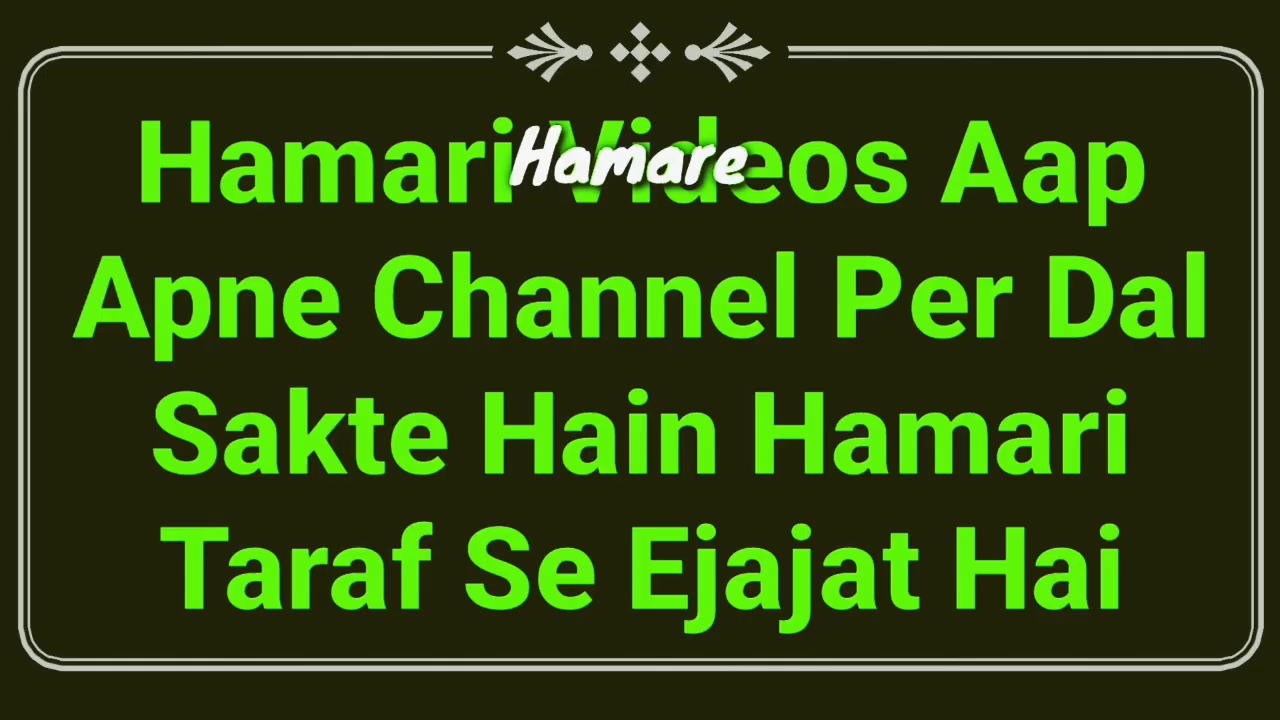 Hamari Videos Aap
Hamare
Apne Channel Per Dal
Sakte Hain Hamari
Taraf Se Ejajat Hai